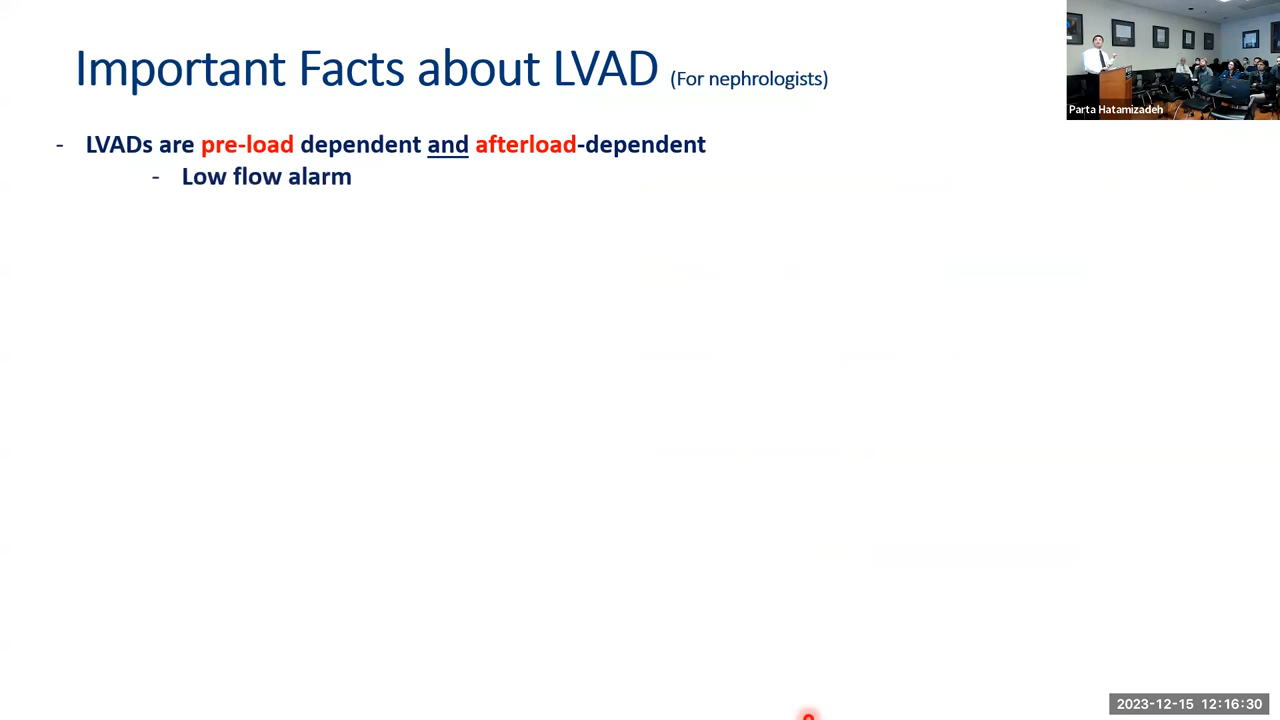 Important Facts about LVAD (For nephrologists)
Parta Hatamizadeh
- LVADs are pre-load dependent and afterload-dependent
- Low flow alarm
2023-12-15 12:16:30